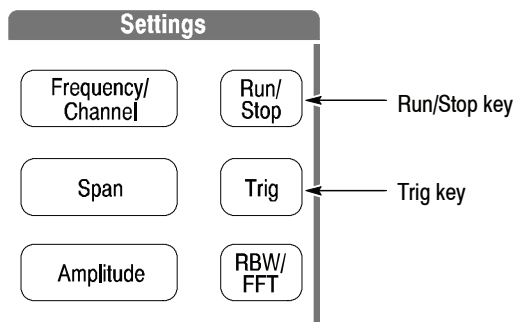 Settings
Frequency/
Channel
Run/
Stop
Run/Stop key
Span
Trig
Trig key
Amplitude
RBW/
FFT